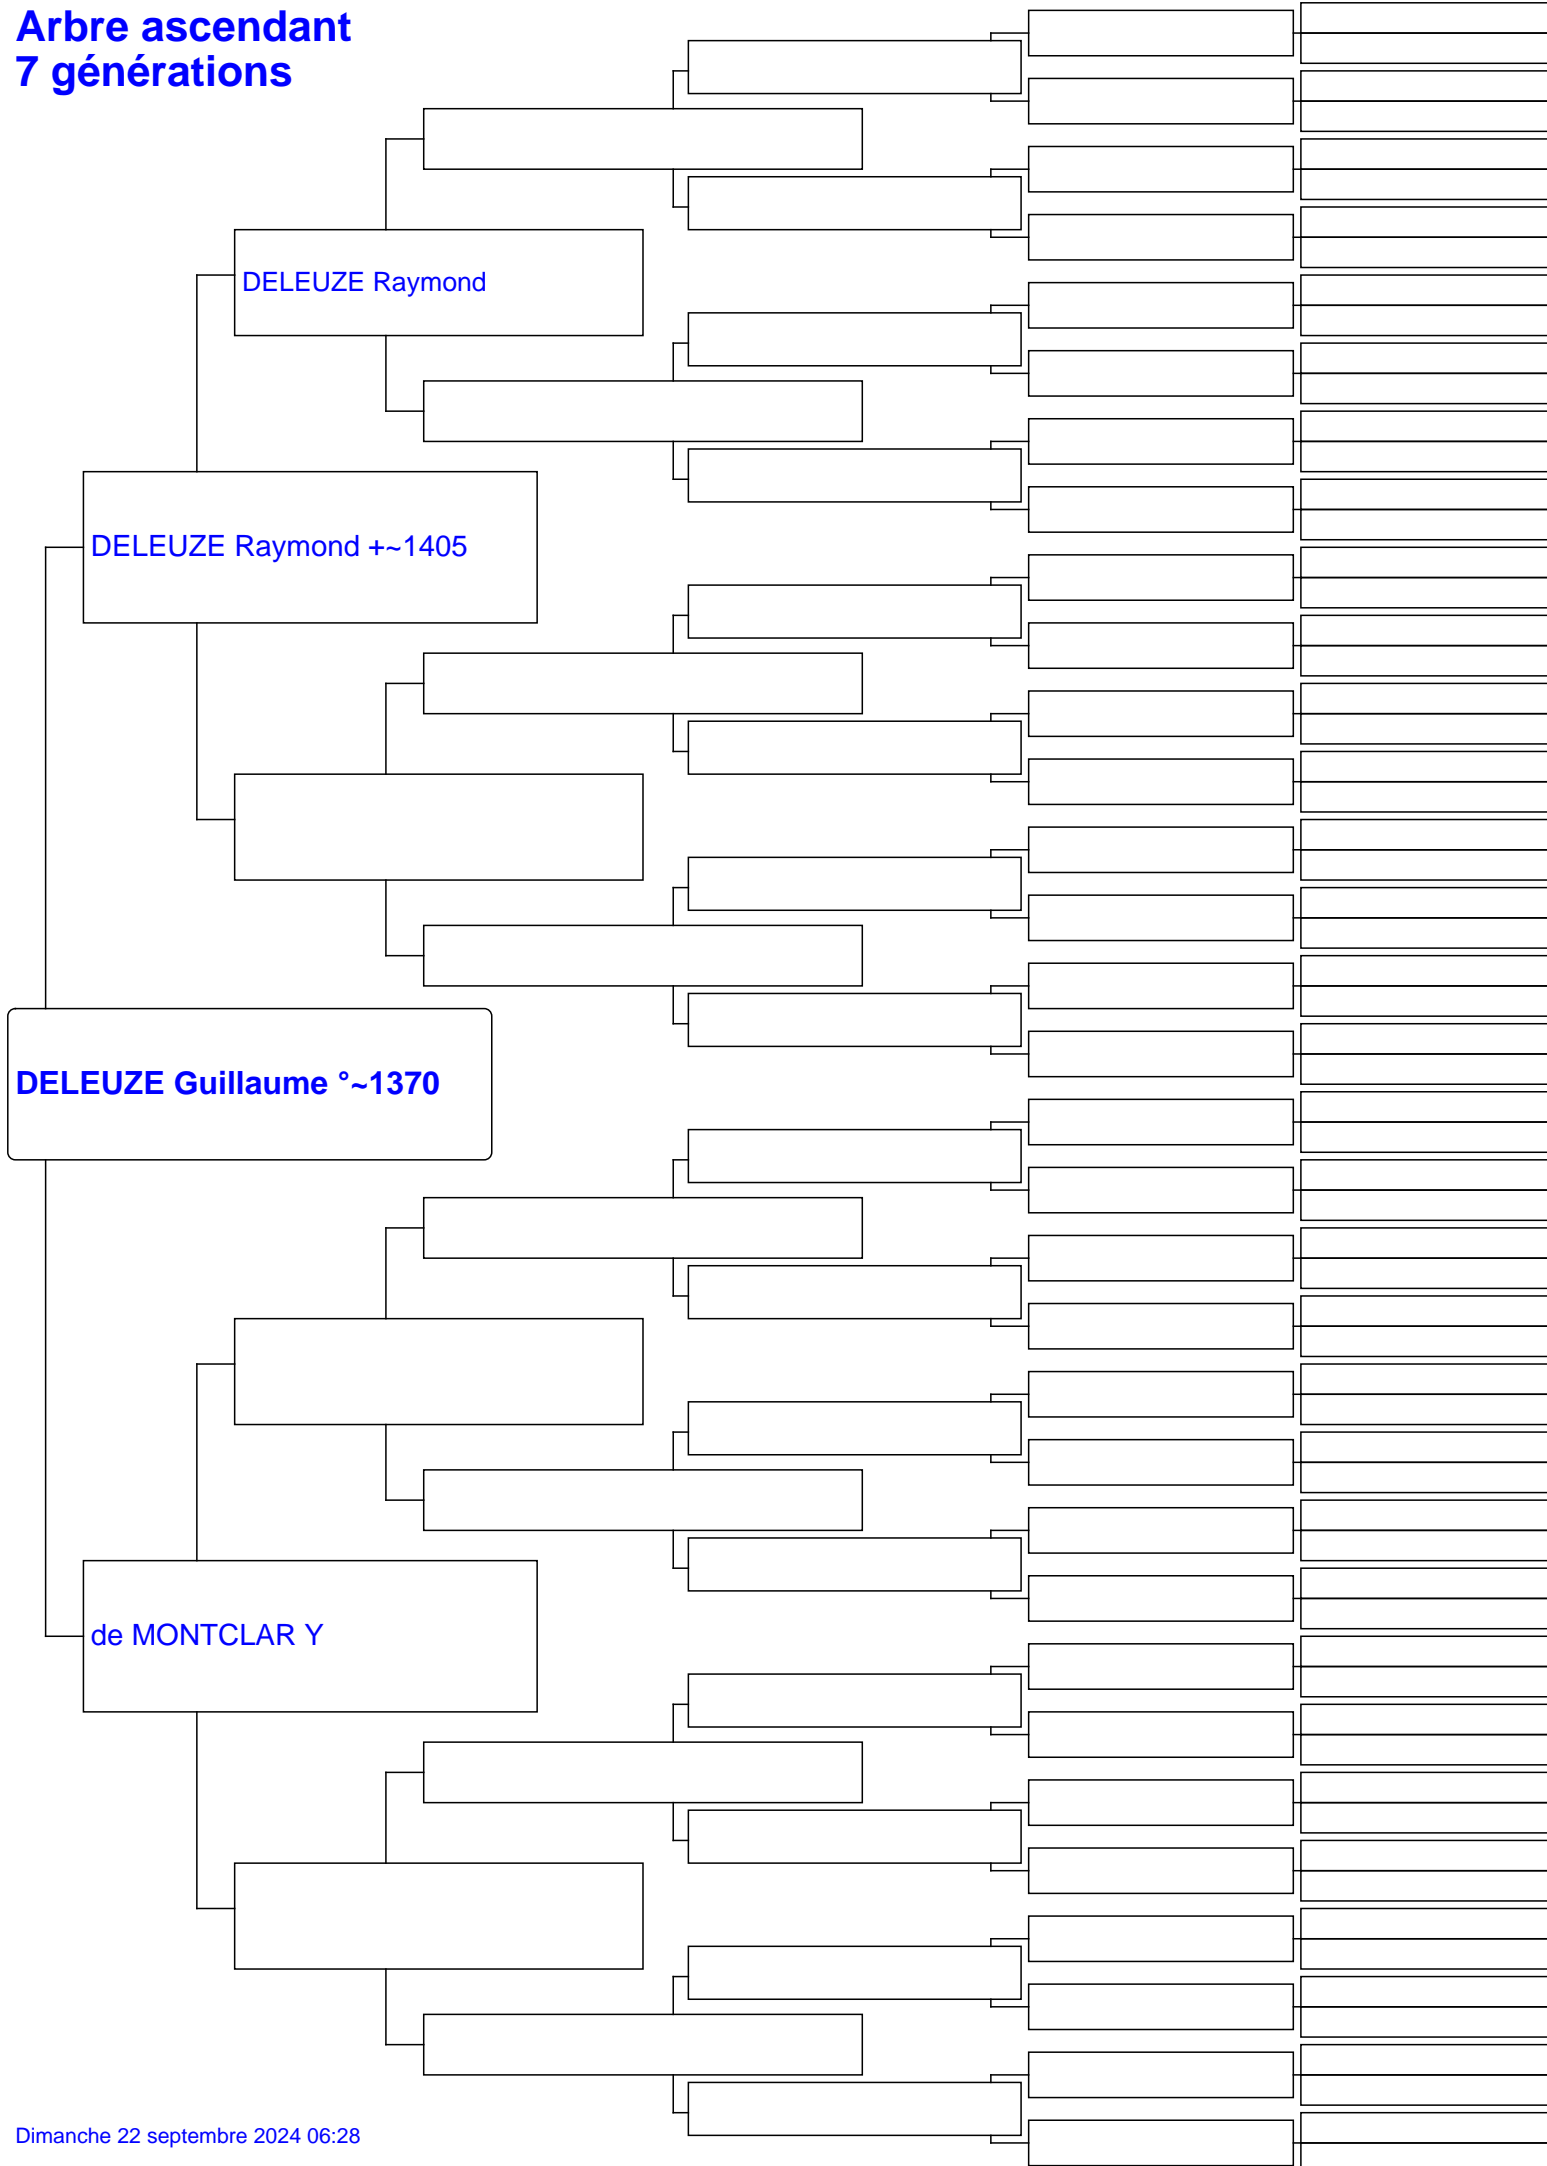 Arbre ascendant
7 générations
DELEUZE Raymond
DELEUZE Raymond +~1405
DELEUZE Guillaume °~1370
de MONTCLAR Y
Dimanche 22 septembre 2024 06:28